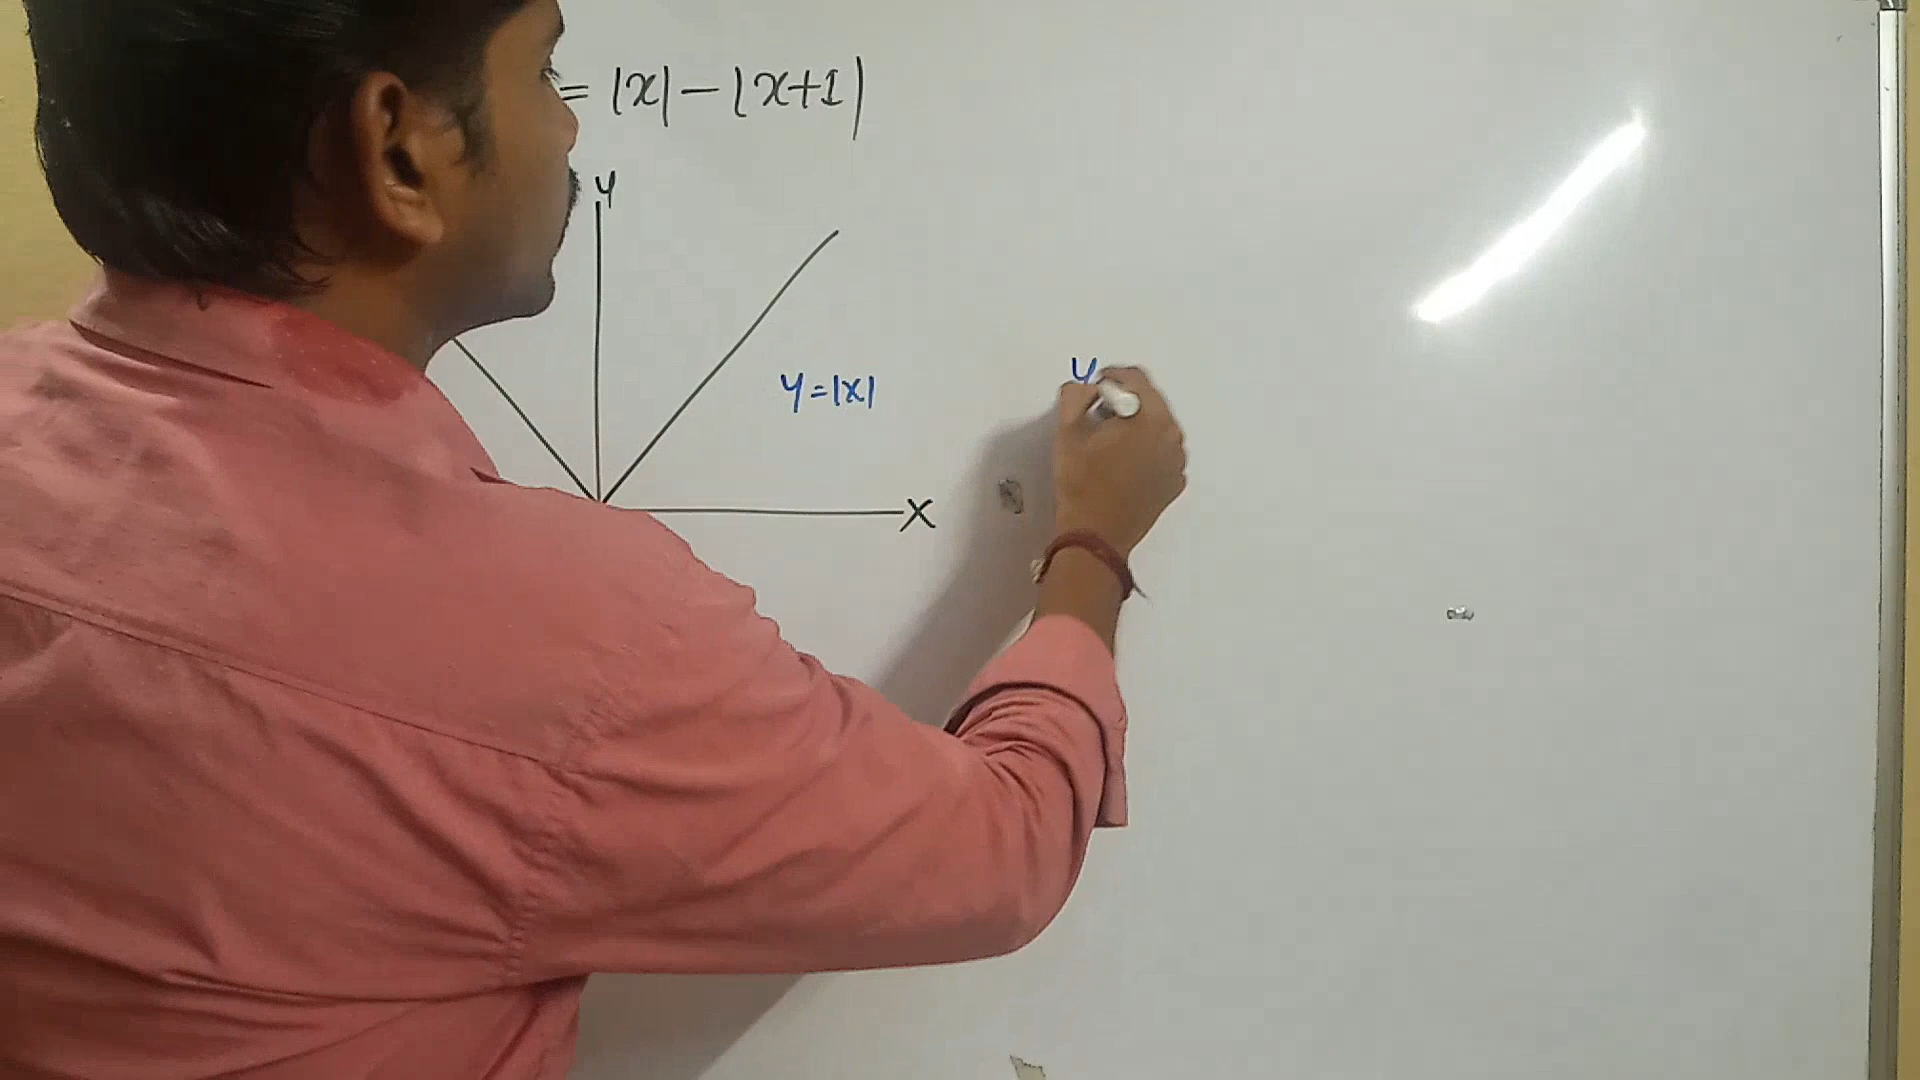 = |x| - |x+1|
y
y = |x|
y
X